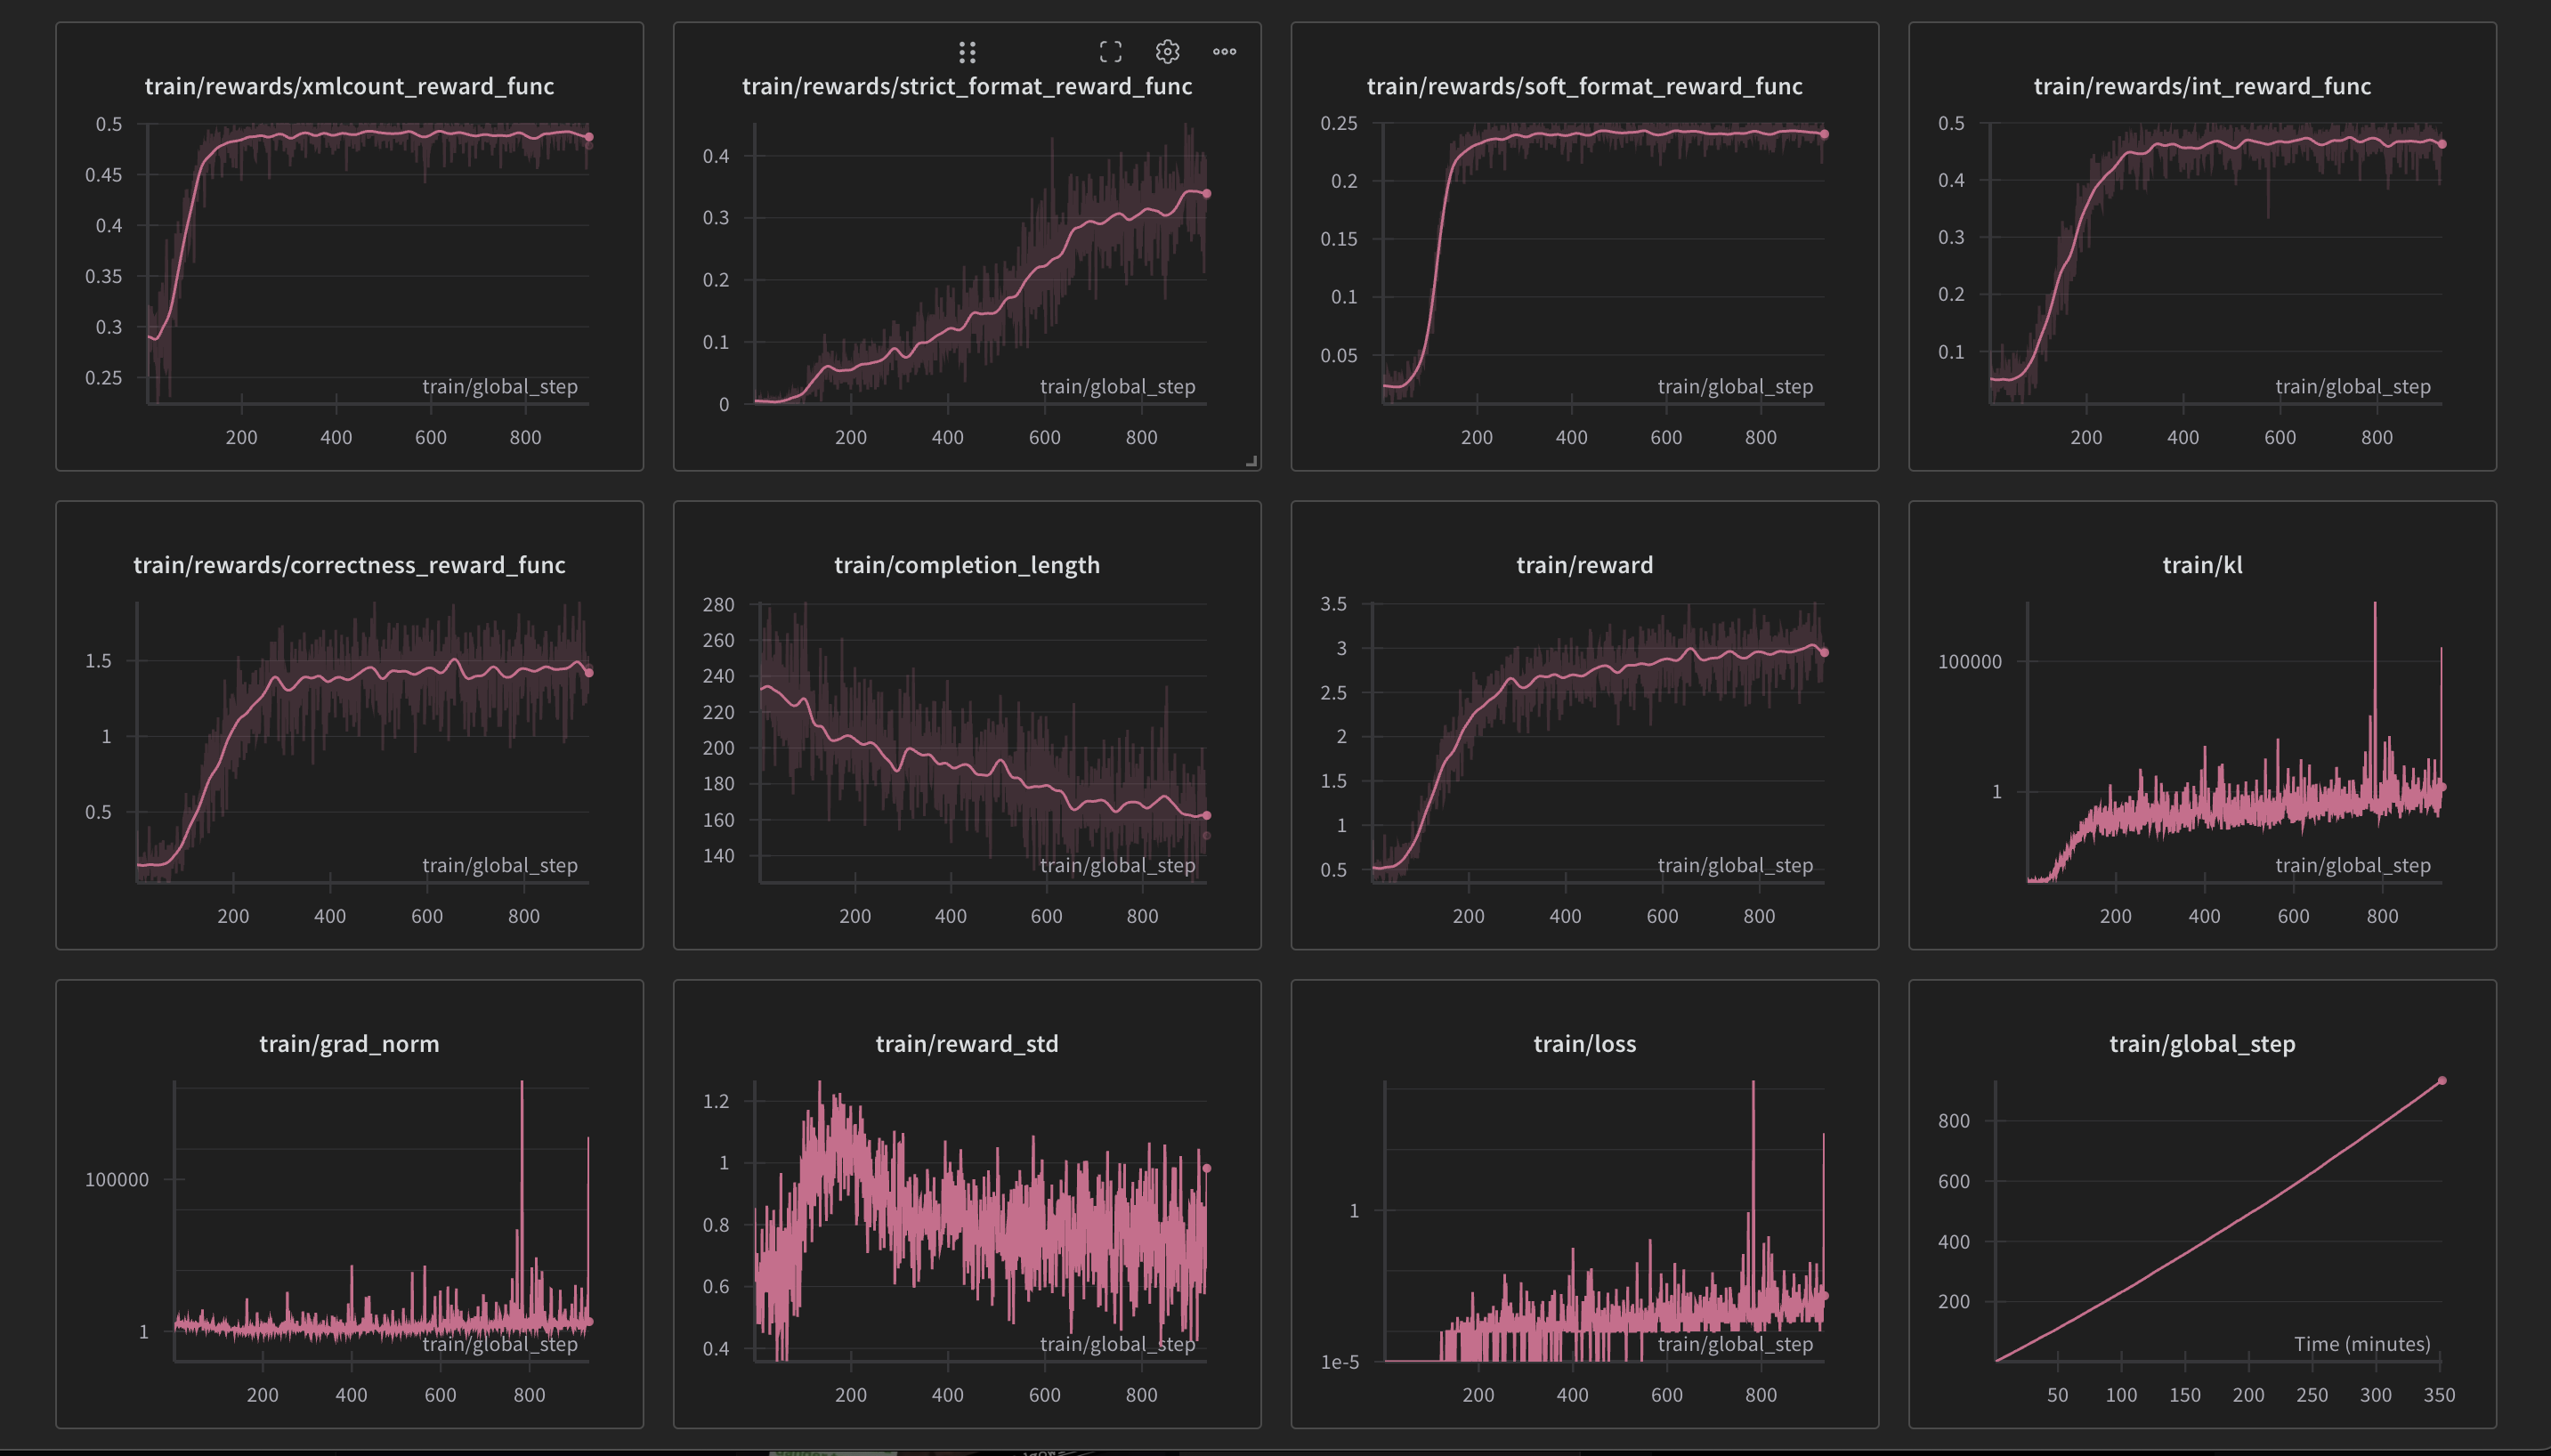 train/rewards/xmlcount_reward_func
0.5
0.45
0.4
0.35
0.3
0.25
train/global_step
200 400 600 800
train/rewards/strict_format_reward_func
0.4
0.3
0.2
0.1
0
train/global_step
200 400 600 800
train/rewards/soft_format_reward_func
0.25
0.2
0.15
0.1
0.05
train/global_step
200 400 600 800
train/rewards/int_reward_func
0.5
0.4
0.3
0.2
0.1
train/global_step
200 400 600 800
train/rewards/correctness_reward_func
1.5
1
0.5
train/global_step
200 400 600 800
train/completion_length
280
260
240
220
200
180
160
140
train/global_step
200 400 600 800
train/reward
3.5
3
2.5
2
1.5
1
0.5
train/global_step
200 400 600 800
train/kl
100000
1
train/global_step
200 400 600 800
train/grad_norm
100000
1
train/global_step
200 400 600 800
train/reward_std
1.2
1
0.8
0.6
0.4
train/global_step
200 400 600 800
train/loss
1
1e-5
train/global_step
200 400 600 800
train/global_step
800
600
400
200
Time (minutes)
50 100 150 200 250 300 350